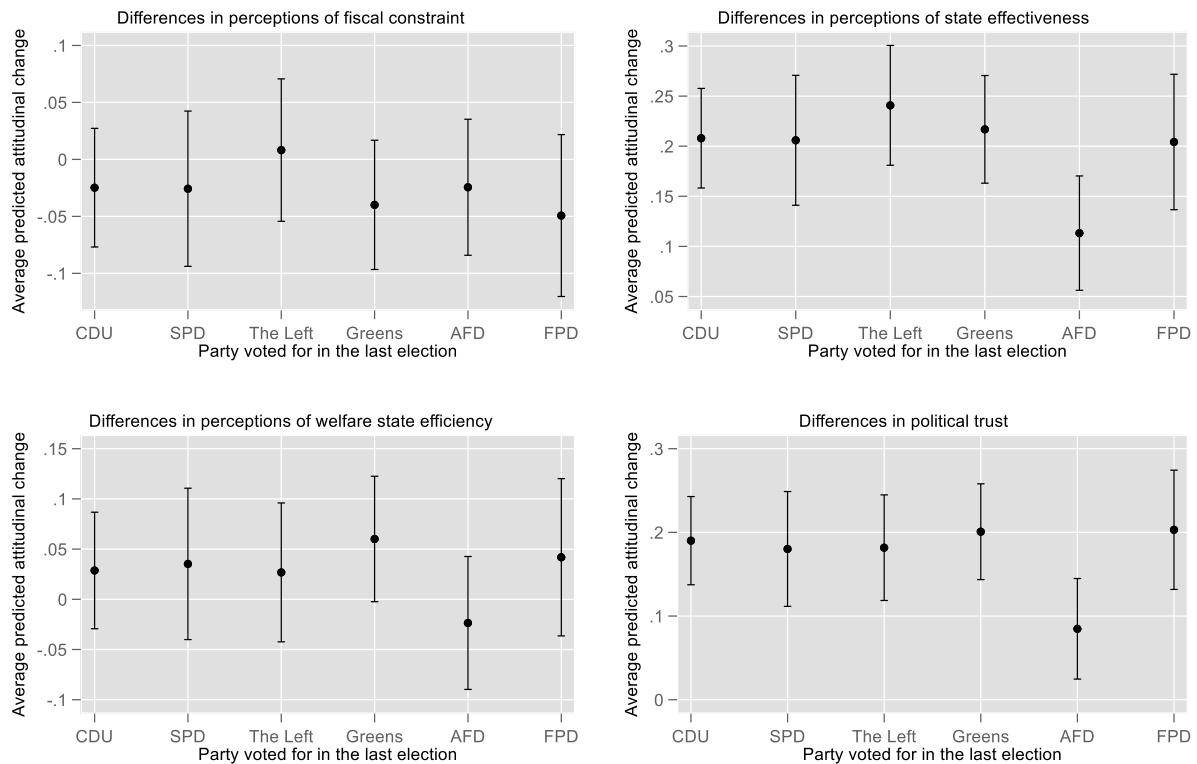 Differences in perceptions of fiscal constraint
Average predicted attitudinal change
.1
.05
0
-.05
-.1
CDU SPD The Left Greens AFD FPD
Party voted for in the last election
Differences in perceptions of state effectiveness
Average predicted attitudinal change
.3
.25
.2
.15
.1
.05
CDU SPD The Left Greens AFD FPD
Party voted for in the last election
Differences in perceptions of welfare state efficiency
Average predicted attitudinal change
.15
.1
.05
0
-.05
-.1
CDU SPD The Left Greens AFD FPD
Party voted for in the last election
Differences in political trust
Average predicted attitudinal change
.3
.2
.1
0
CDU SPD The Left Greens AFD FPD
Party voted for in the last election